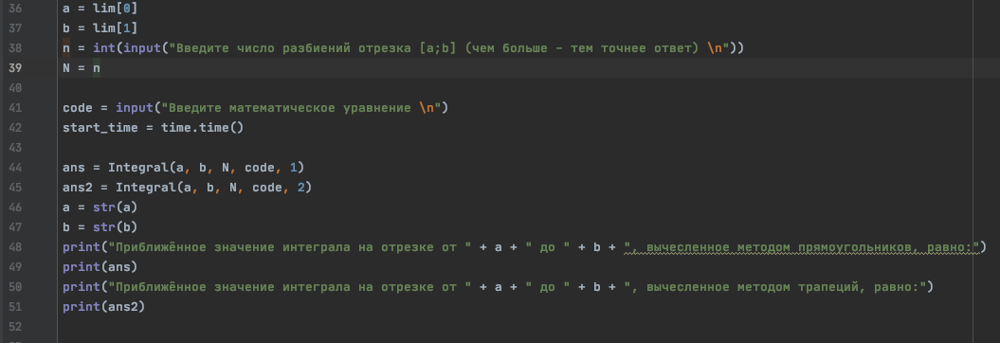 36 a = lim[0]
37 b = lim[1]
38 n = int(input("Введите число разбиений отрезка [a;b] (чем больше - тем точнее ответ) \n"))
39 N = n
40
41 code = input("Введите математическое уравнение \n")
42 start_time = time.time()
43
44 ans = Integral(a, b, N, code, 1)
45 ans2 = Integral(a, b, N, code, 2)
46 a = str(a)
47 b = str(b)
48 print("Приближённое значение интеграла на отрезке от " + a + " до " + b + ", вычесленное методом прямоугольников, равно:")
49 print(ans)
50 print("Приближённое значение интеграла на отрезке от " + a + " до " + b + ", вычесленное методом трапеций, равно:")
51 print(ans2)
52